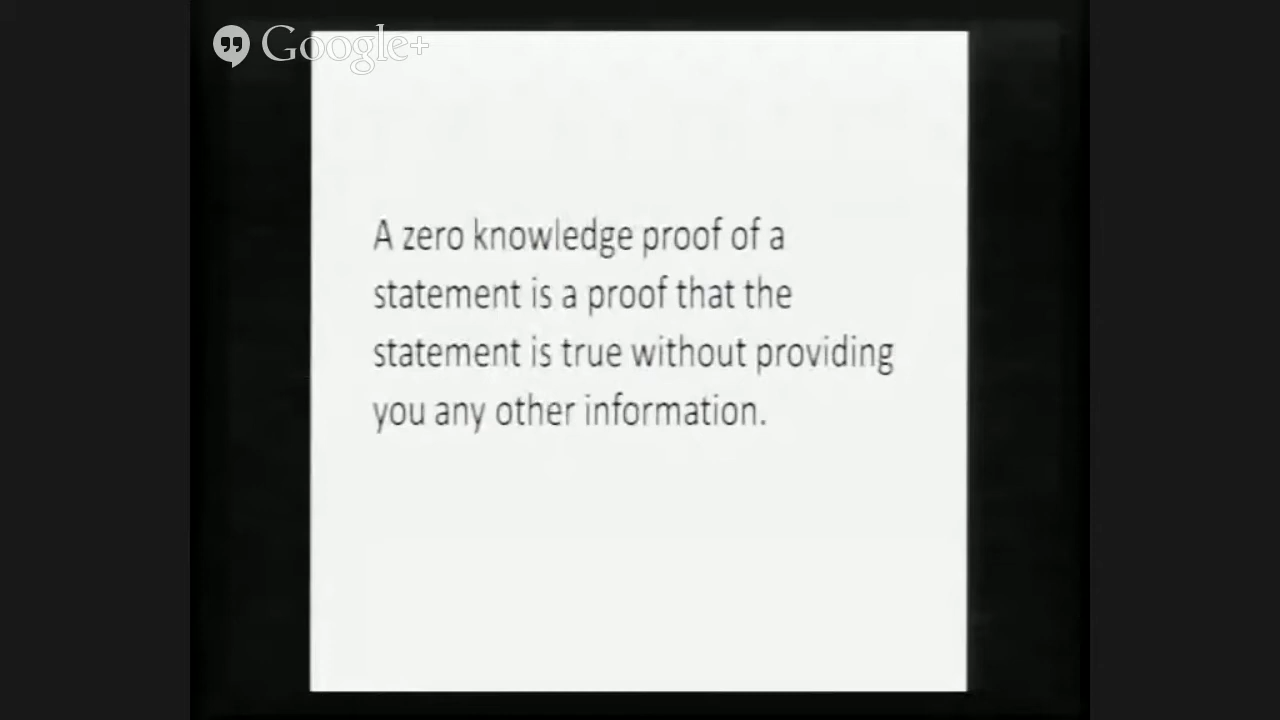 Google+
A zero knowledge proof of a
statement is a proof that the
statement is true without providing
you any other information.